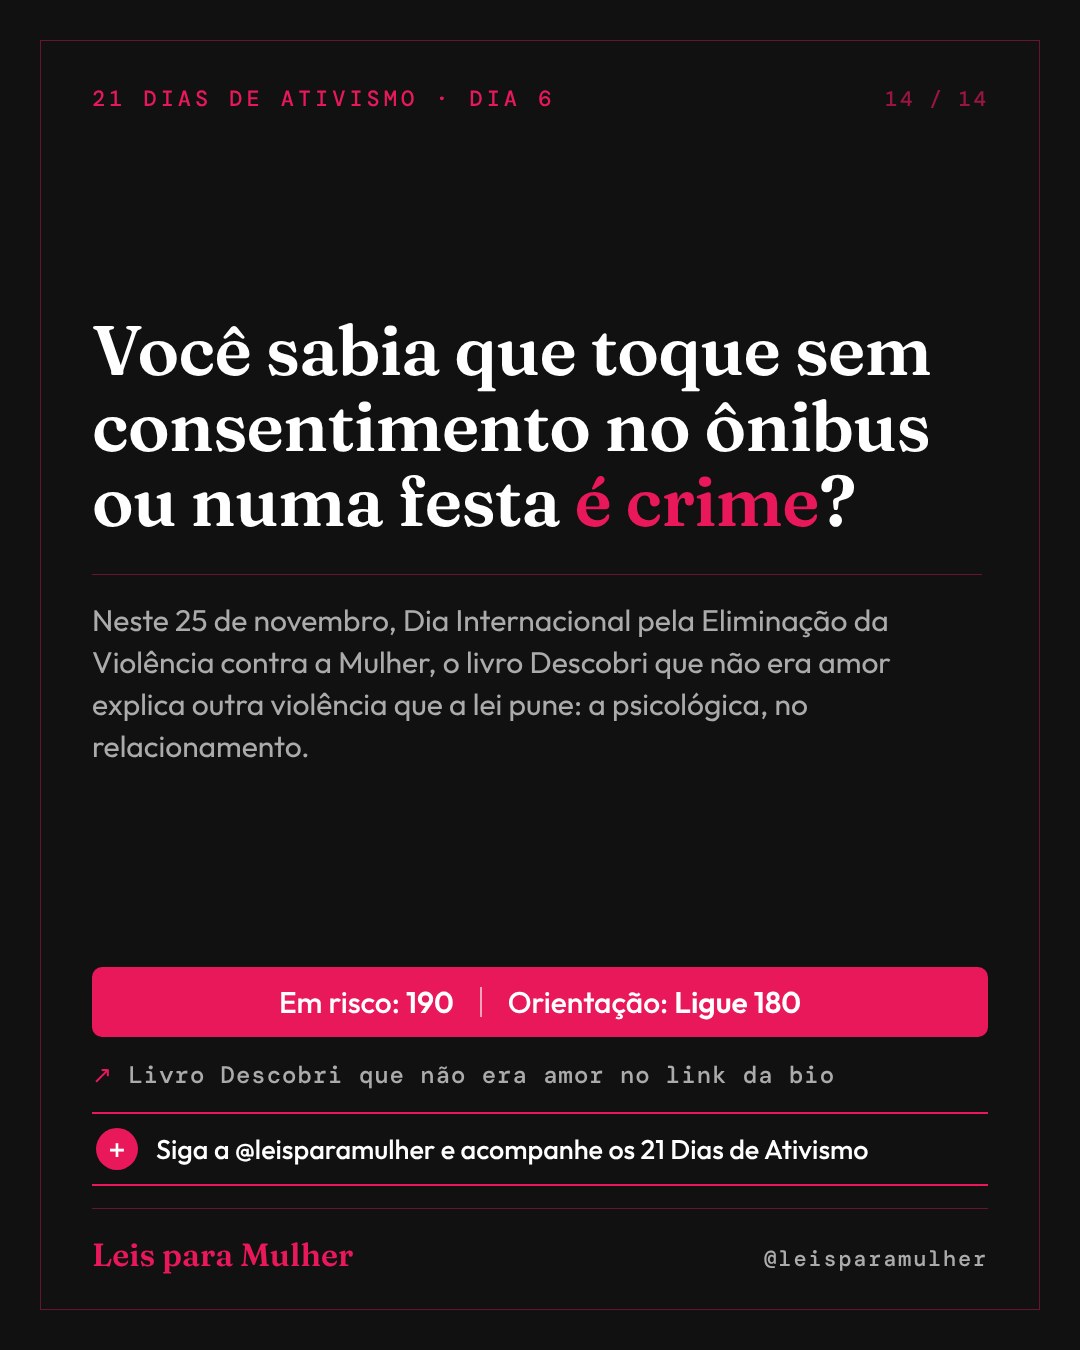 21 DIAS DE ATIVISMO · DIA 6
14 / 14
Você sabia que toque sem
consentimento no ônibus
ou numa festa é crime?
Neste 25 de novembro, Dia Internacional pela Eliminação da
Violência contra a Mulher, o livro Descobri que não era amor
explica outra violência que a lei pune: a psicológica, no
relacionamento.
Em risco: 190 | Orientação: Ligue 180
↗ Livro Descobri que não era amor no link da bio
+ Siga a @leisparamulher e acompanhe os 21 Dias de Ativismo
Leis para Mulher
@leisparamulher